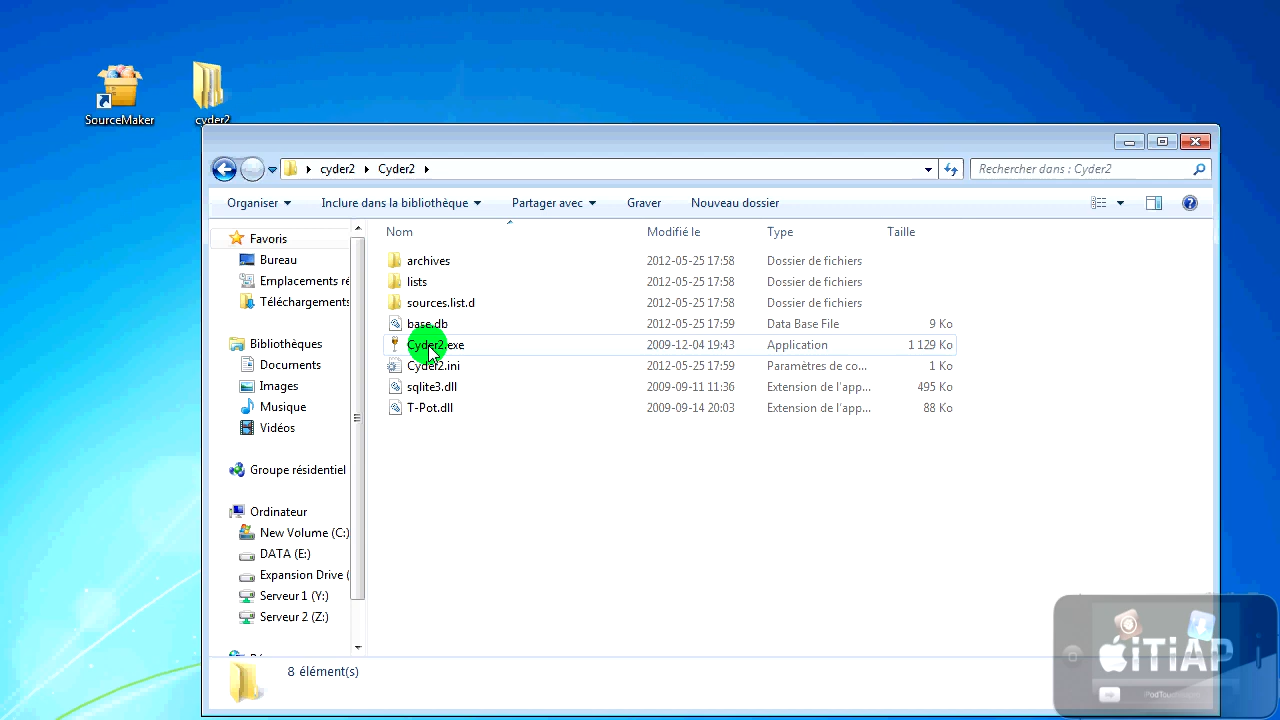 SourceMaker
cyder2
cyder2 Cyder2
Rechercher dans : Cyder2
Organiser Inclure dans la bibliothèque Partager avec Graver Nouveau dossier
Nom Modifié le Type Taille
Favoris
Bureau
Emplacements ré
Téléchargements
Bibliothèques
Documents
Images
Musique
Vidéos
Groupe résidentiel
Ordinateur
New Volume (C:)
DATA (E:)
Expansion Drive (
Serveur 1 (Y:)
Serveur 2 (Z:)
archives 2012-05-25 17:58 Dossier de fichiers
lists 2012-05-25 17:58 Dossier de fichiers
sources.list.d 2012-05-25 17:58 Dossier de fichiers
base.db 2012-05-25 17:59 Data Base File 9 Ko
Cyder2.exe 2009-12-04 19:43 Application 1 129 Ko
Cyder2.ini 2012-05-25 17:59 Paramètres de co... 1 Ko
sqlite3.dll 2009-09-11 11:36 Extension de l'app... 495 Ko
T-Pot.dll 2009-09-14 20:03 Extension de l'app... 88 Ko
8 élément(s)
iTiAP